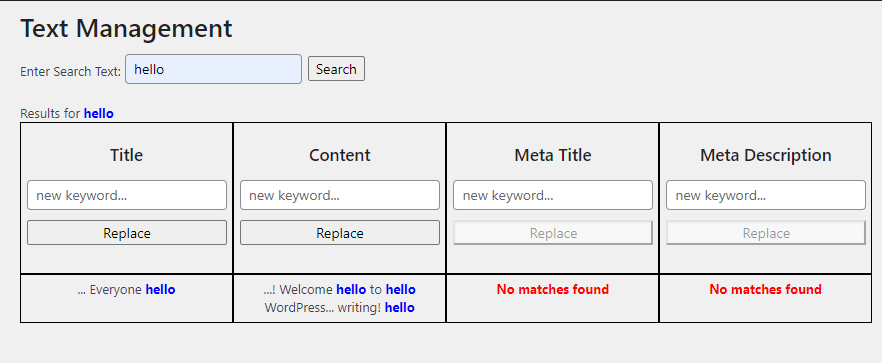 Text Management
Enter Search Text: hello Search
Results for hello
Title Content Meta Title Meta Description
new keyword... new keyword... new keyword... new keyword...
Replace Replace Replace Replace
... Everyone hello
...! Welcome hello to hello
WordPress... writing! hello
No matches found
No matches found